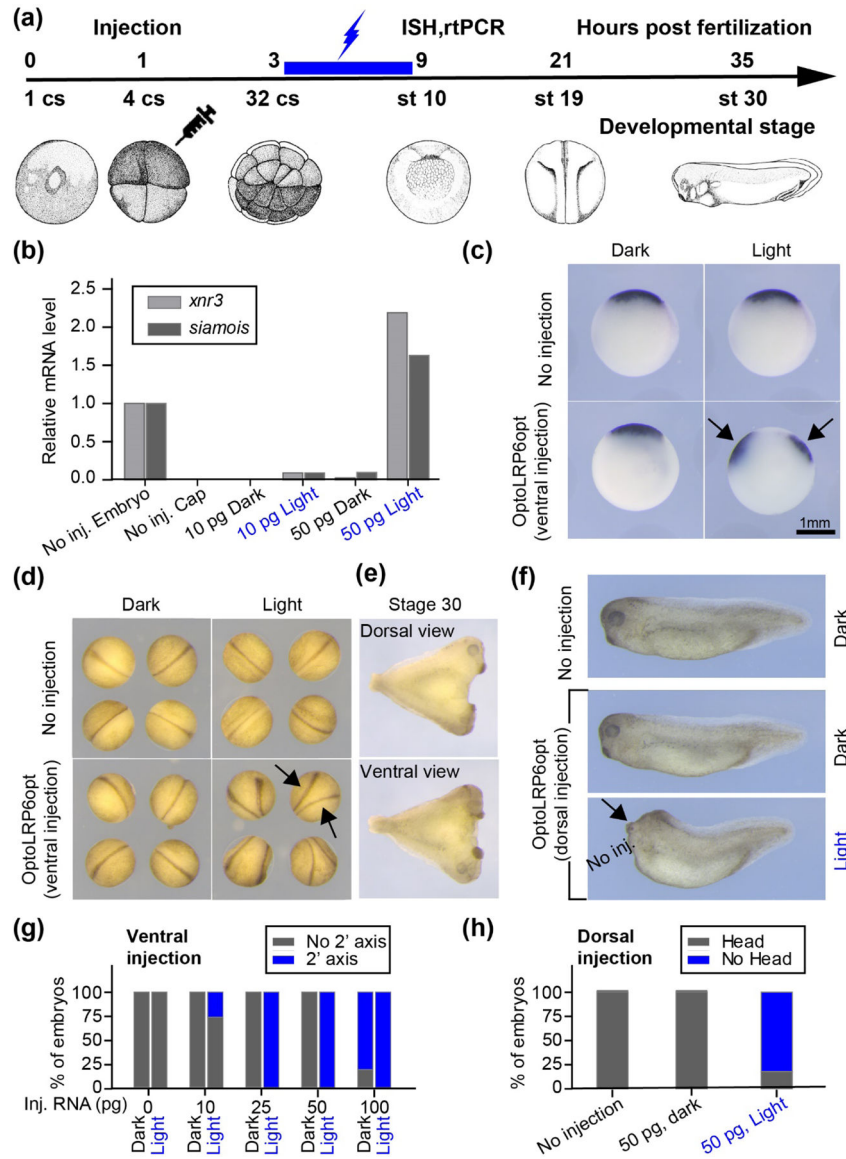 (a)
Injection
ISH,rtPCR
Hours post fertilization
0 1 3 9 21 35
1 cs 4 cs 32 cs st 10 st 19 st 30
Developmental stage
(b)
Relative mRNA level
2.5
2.0
1.5
1.0
0.5
0.0
xnr3
siamois
No inj. Embryo
No inj. Cap
10 pg Dark
10 pg Light
50 pg Dark
50 pg Light
(c)
Dark Light
No injection
OptoLRP6opt
(ventral injection)
1mm
(d)
Dark Light
No injection
OptoLRP6opt
(ventral injection)
(e)
Stage 30
Dorsal view
Ventral view
(f)
No injection
Dark
OptoLRP6opt
(dorsal injection)
Dark
No inj.
Light
(g)
Ventral
injection
No 2' axis
2' axis
% of embryos
100
75
50
25
0
Inj. RNA (pg) 0 10 25 50 100
Dark Light Dark Light Dark Light Dark Light Dark Light
(h)
Dorsal
injection
Head
No Head
% of embryos
100
75
50
25
0
No injection
50 pg, dark
50 pg, Light